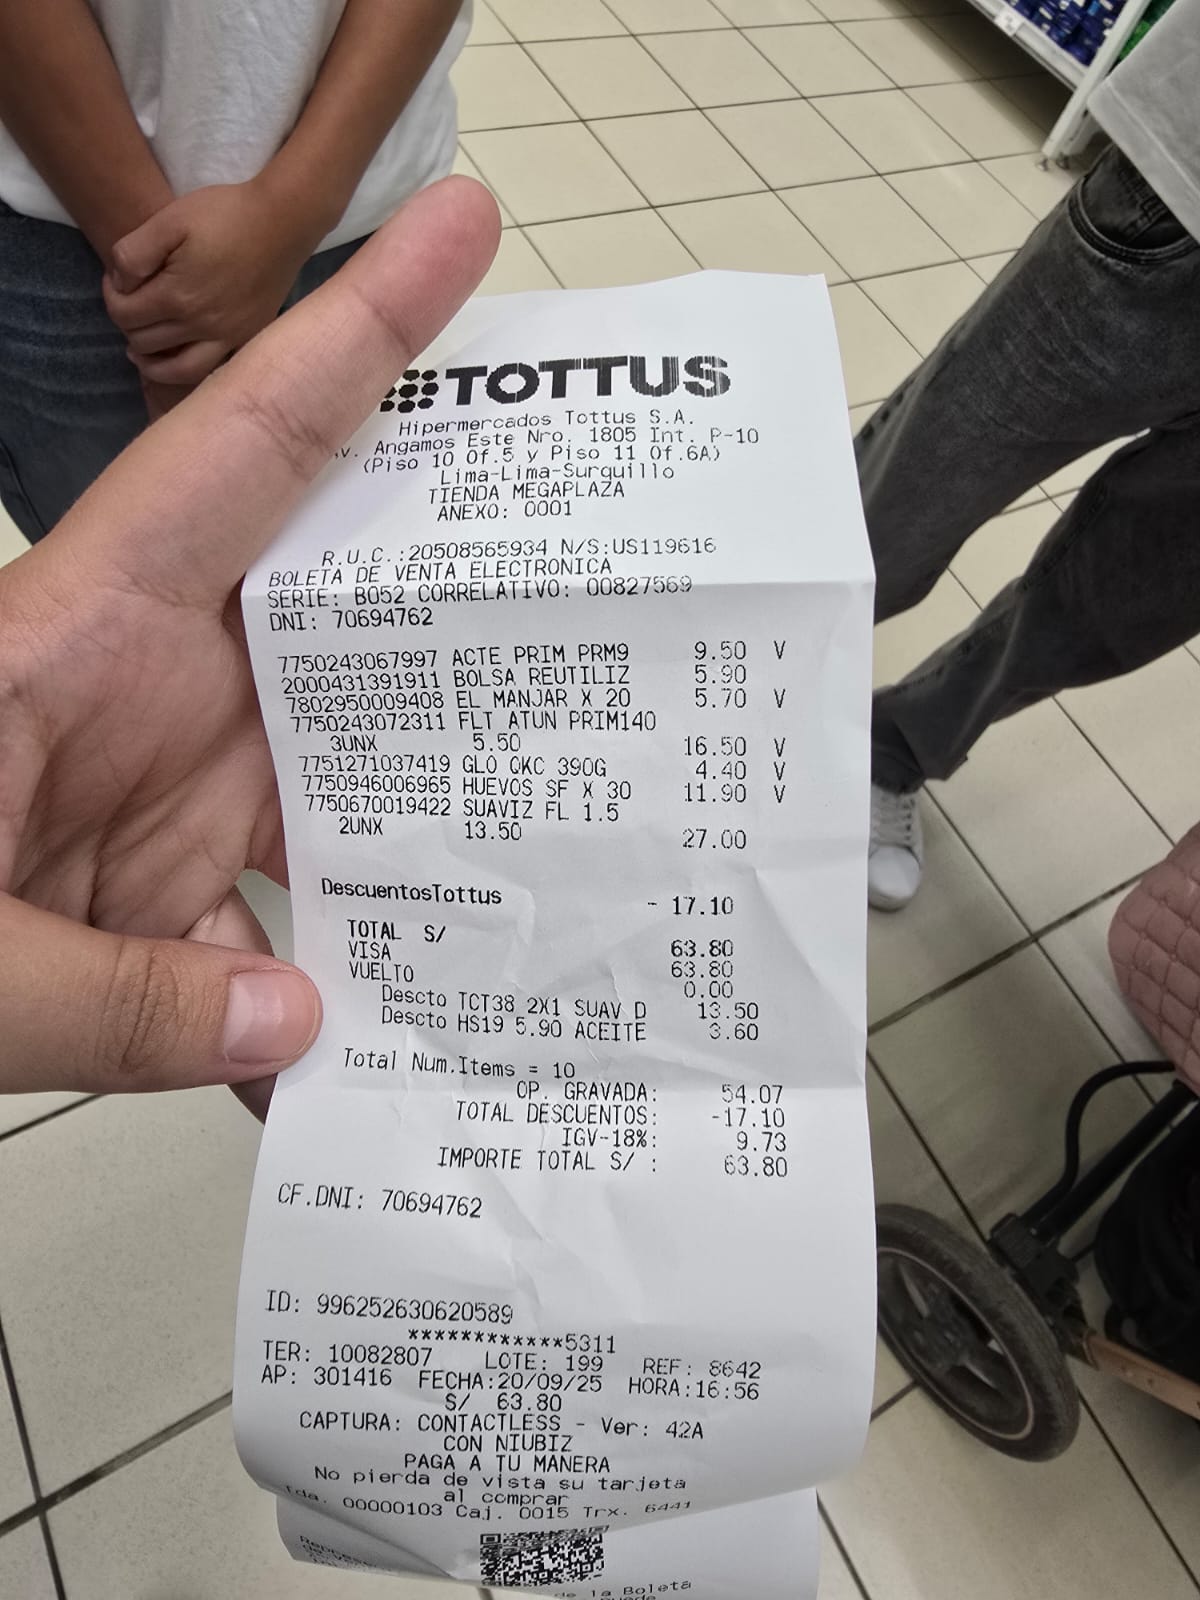 TOTTUS
Hipermercados Tottus S.A.
v. Angamos Este Nro. 1805 Int. P-10
(Piso 10 Of.5 y Piso 11 Of.6A)
Lima-Lima-Surquillo
TIENDA MEGAPLAZA
ANEXO: 0001
R.U.C.:20508565934 N/S:US119616
BOLETA DE VENTA ELECTRONICA
SERIE: B052 CORRELATIVO: 00827569
DNI: 70694762
7750243067997 ACTE PRIM PRM9 9.50 V
2000431391911 BOLSA REUTILIZ 5.90
7802950009408 EL MANJAR X 20 5.70 V
7750243072311 FLT ATUN PRIM140
3UNX 5.50 16.50 V
7751271037419 GLO QKC 390G 4.40 V
7750946006965 HUEVOS SF X 30 11.90 V
7750670019422 SUAVIZ FL 1.5
2UNX 13.50 27.00
DescuentosTottus - 17.10
TOTAL S/ 63.80
VISA 63.80
VUELTO 0.00
Descto TCT38 2X1 SUAV D 13.50
Descto HS19 5.90 ACEITE 3.60
Total Num.Items = 10
OP. GRAVADA: 54.07
TOTAL DESCUENTOS: -17.10
IGV-18%: 9.73
IMPORTE TOTAL S/ : 63.80
CF.DNI: 70694762
ID: 996252630620589
************5311
TER: 10082807 LOTE: 199 REF: 8642
AP: 301416 FECHA:20/09/25 HORA:16:56
S/ 63.80
CAPTURA: CONTACTLESS - Ver: 42A
CON NIUBIZ
PAGA A TU MANERA
No pierda de vista su tarjeta
al comprar
Tda. 00000103 Caj. 0015 Trx. 6441
de la Boleta